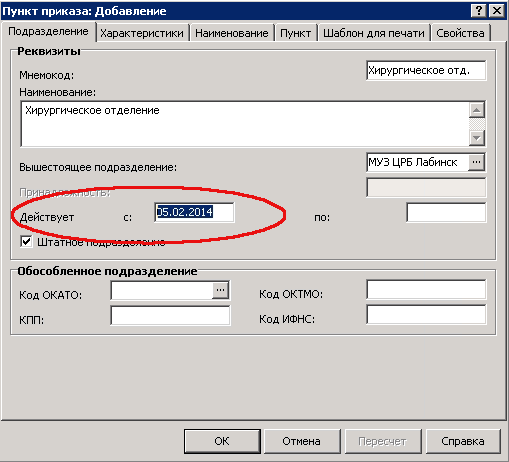 Пункт приказа: Добавление
Подразделение Характеристики Наименование Пункт Шаблон для печати Свойства
Реквизиты
Мнемокод: Хирургическое отд.
Наименование:
Хирургическое отделение
Вышестоящее подразделение: МУЗ ЦРБ Лабинск ...
Принадлежность:
Действует с: 05.02.2014 по:
Штатное подразделение
Обособленное подразделение
Код ОКАТО: ... Код ОКТМО:
КПП: Код ИФНС:
ОК Отмена Пересчет Справка